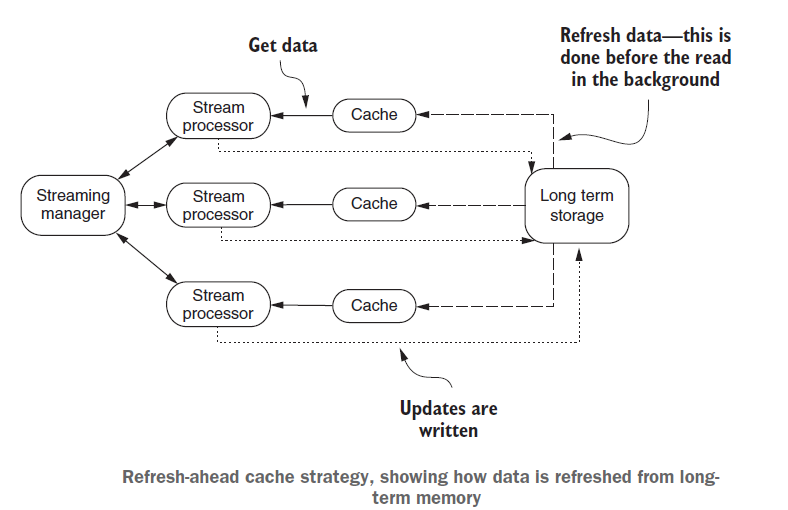 Get data
Refresh data—this is
done before the read
in the background
Stream
processor
Cache
Streaming
manager
Stream
processor
Cache
Long term
storage
Stream
processor
Cache
Updates are
written
Refresh-ahead cache strategy, showing how data is refreshed from long-
term memory